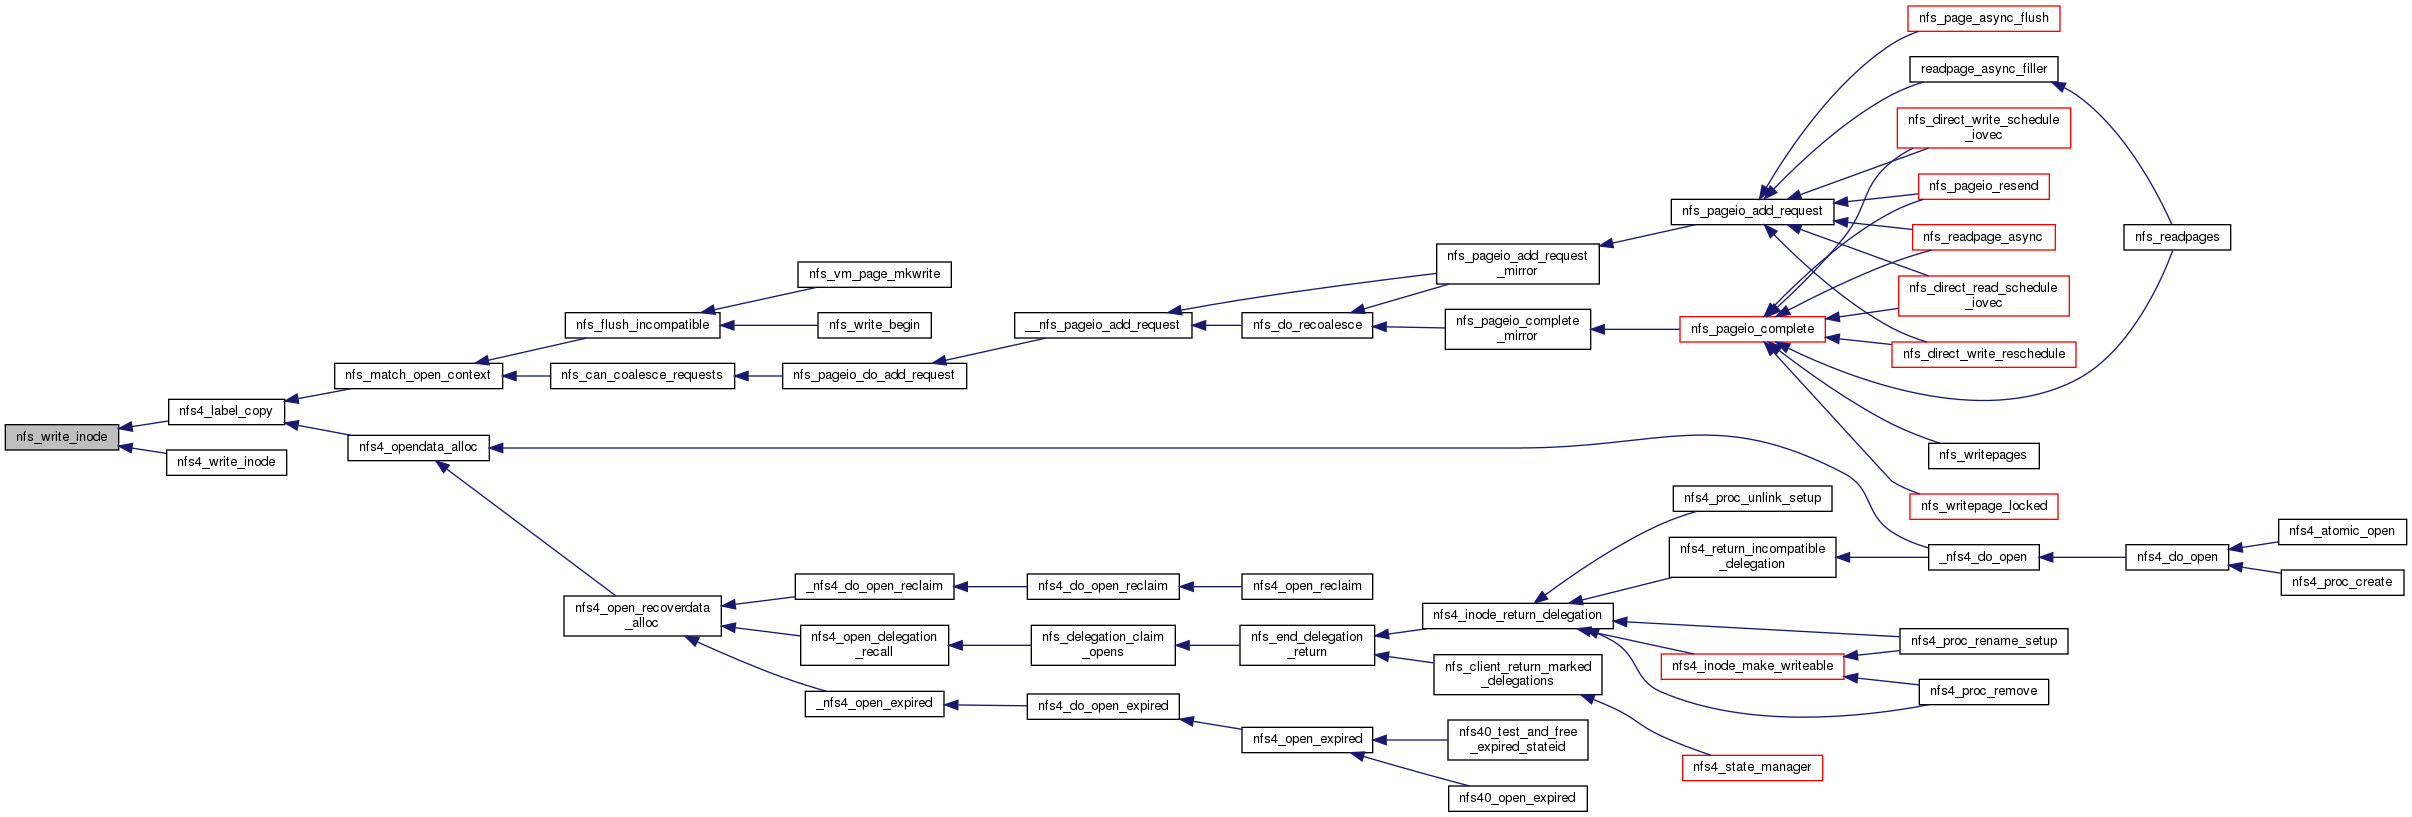 nfs_write_inode
nfs4_label_copy
nfs4_write_inode
nfs_match_open_context
nfs4_opendata_alloc
nfs_flush_incompatible
nfs_can_coalesce_requests
nfs4_open_recoverdata
_alloc
nfs_vm_page_mkwrite
nfs_write_begin
nfs_pageio_do_add_request
_nfs4_do_open_reclaim
nfs4_open_delegation
_recall
_nfs4_open_expired
__nfs_pageio_add_request
nfs4_do_open_reclaim
nfs_delegation_claim
_opens
nfs4_do_open_expired
nfs_do_recoalesce
nfs4_open_reclaim
nfs_end_delegation
_return
nfs4_open_expired
nfs_pageio_add_request
_mirror
nfs_pageio_complete
_mirror
nfs4_inode_return_delegation
nfs_client_return_marked
_delegations
nfs40_test_and_free
_expired_stateid
nfs40_open_expired
nfs_pageio_add_request
nfs_pageio_complete
nfs4_proc_unlink_setup
nfs4_return_incompatible
_delegation
nfs4_inode_make_writeable
nfs4_state_manager
nfs_page_async_flush
readpage_async_filler
nfs_direct_write_schedule
_iovec
nfs_pageio_resend
nfs_readpage_async
nfs_direct_read_schedule
_iovec
nfs_direct_write_reschedule
nfs_writepages
nfs_writepage_locked
_nfs4_do_open
nfs4_proc_rename_setup
nfs4_proc_remove
nfs_readpages
nfs4_do_open
nfs4_atomic_open
nfs4_proc_create